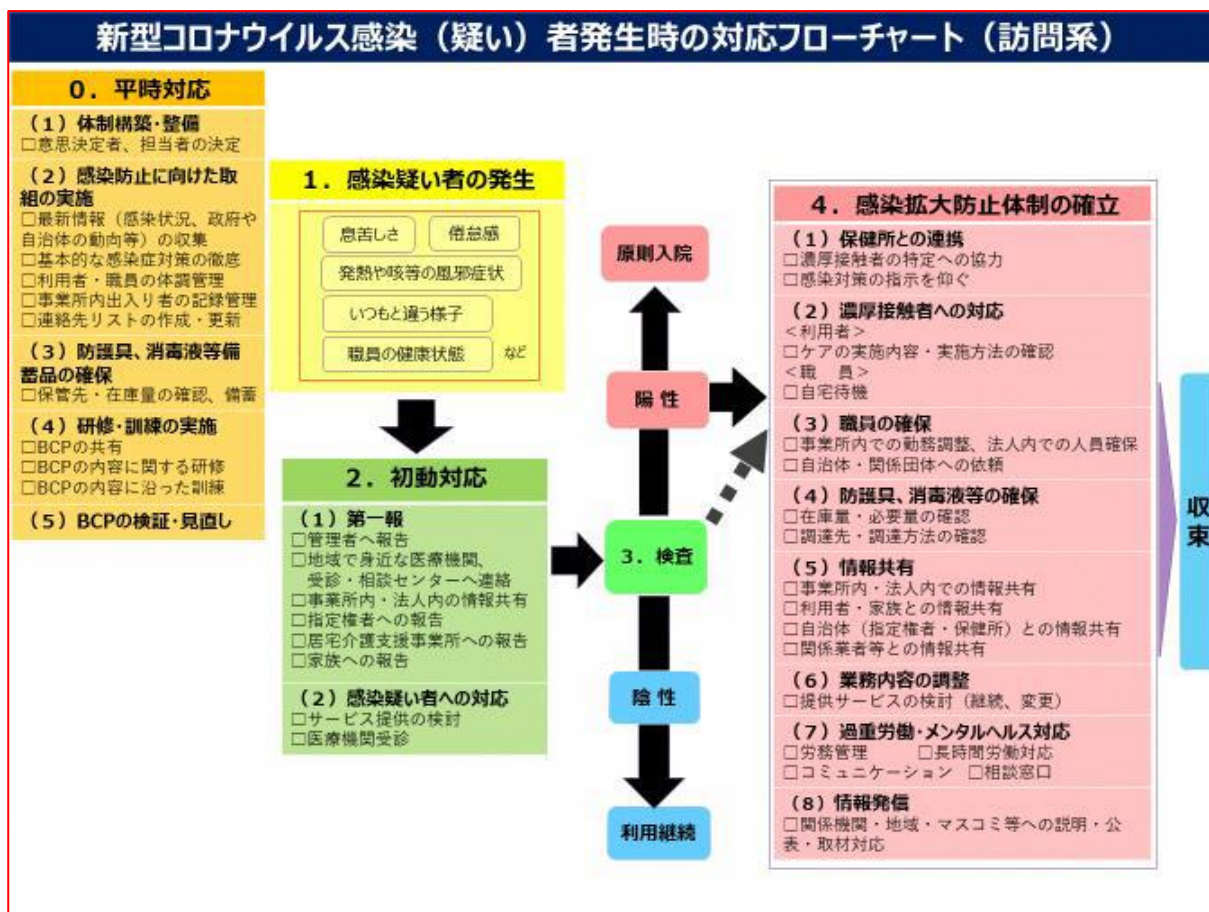 新型コロナウイルス感染（疑い）者発生時の対応フローチャート（訪問系）
０．平時対応
（１）体制構築・整備
□意思決定者、担当者の決定
（２）感染防止に向けた取
組の実施
□最新情報（感染状況、政府や
自治体の動向等）の収集
□基本的な感染症対策の徹底
□利用者・職員の体調管理
□事業所内出入り者の記録管理
□連絡先リストの作成・更新
（３）防護具、消毒液等備
蓄品の確保
□保管先・在庫量の確認、備蓄
（４）研修・訓練の実施
□BCPの共有
□BCPの内容に関する研修
□BCPの内容に沿った訓練
（５）BCPの検証・見直し
１．感染疑い者の発生
息苦しさ
倦怠感
発熱や咳等の風邪症状
いつもと違う様子
職員の健康状態
など
２．初動対応
（１）第一報
□管理者へ報告
□地域で身近な医療機関、
受診・相談センターへ連絡
□事業所内・法人内の情報共有
□指定権者への報告
□居宅介護支援事業所への報告
□家族への報告
（２）感染疑い者への対応
□サービス提供の検討
□医療機関受診
３．検査
原則入院
陽 性
陰 性
利用継続
４．感染拡大防止体制の確立
（１）保健所との連携
□濃厚接触者の特定への協力
□感染対策の指示を仰ぐ
（２）濃厚接触者への対応
＜利用者＞
□ケアの実施内容・実施方法の確認
＜職　員＞
□自宅待機
（３）職員の確保
□事業所内での勤務調整、法人内での人員確保
□自治体・関係団体への依頼
（４）防護具、消毒液等の確保
□在庫量・必要量の確認
□調達先・調達方法の確認
（５）情報共有
□事業所内・法人内での情報共有
□利用者・家族との情報共有
□自治体（指定権者・保健所）との情報共有
□関係業者等との情報共有
（６）業務内容の調整
□提供サービスの検討（継続、変更）
（７）過重労働・メンタルヘルス対応
□労務管理　　□長時間労働対応
□コミュニケーション　□相談窓口
（８）情報発信
□関係機関・地域・マスコミ等への説明・公
表・取材対応
収
束